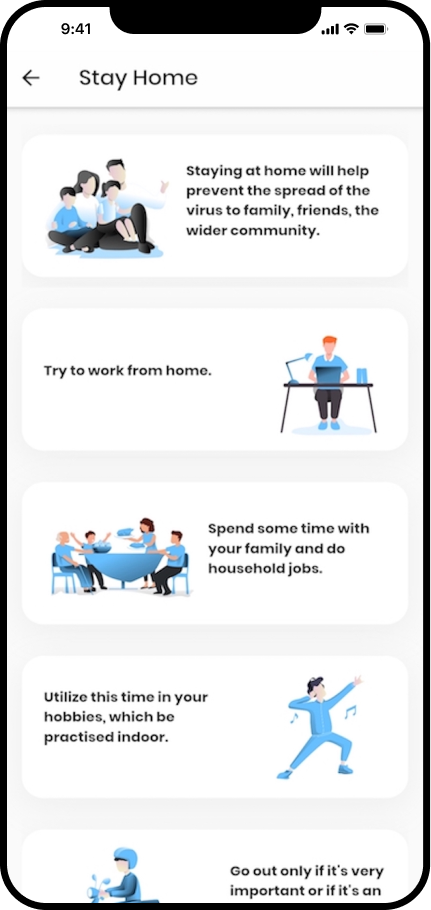 9:41
Stay Home
Staying at home will help
prevent the spread of the
virus to family, friends, the
wider community.
Try to work from home.
Spend some time with
your family and do
household jobs.
Utilize this time in your
hobbies, which be
practised indoor.
Go out only if it's very
important or if it's an